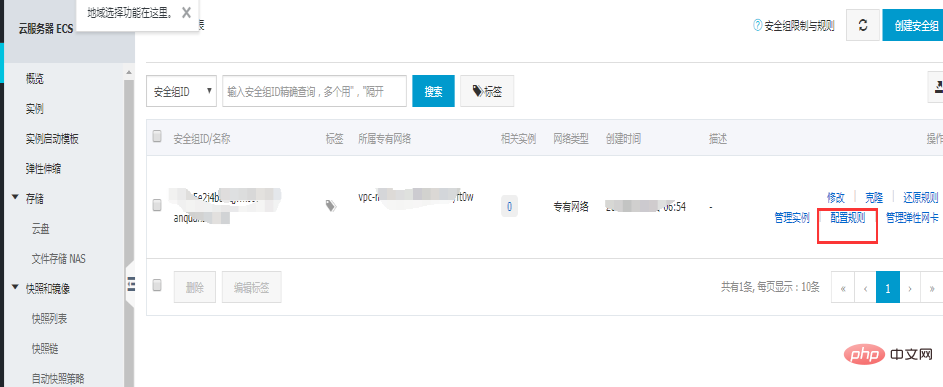 地域选择功能在这里。 ×
云服务器 ECS
表
安全组限制与规则
创建安全组
概览
实例
实例启动模板
弹性伸缩
存储
云盘
文件存储 NAS
快照和镜像
快照列表
快照链
自动快照策略
安全组ID
输入安全组ID精确查询，多个用","隔开
搜索
标签
安全组ID/名称 标签 所属专有网络 相关实例 网络类型 创建时间 描述 操作
vpc- 0 专有网络 06:54 -
修改 克隆 还原规则
管理实例 配置规则 管理弹性网卡
删除 编辑标签 共有1条, 每页显示：10条 « ‹ 1 › »
php 中文网